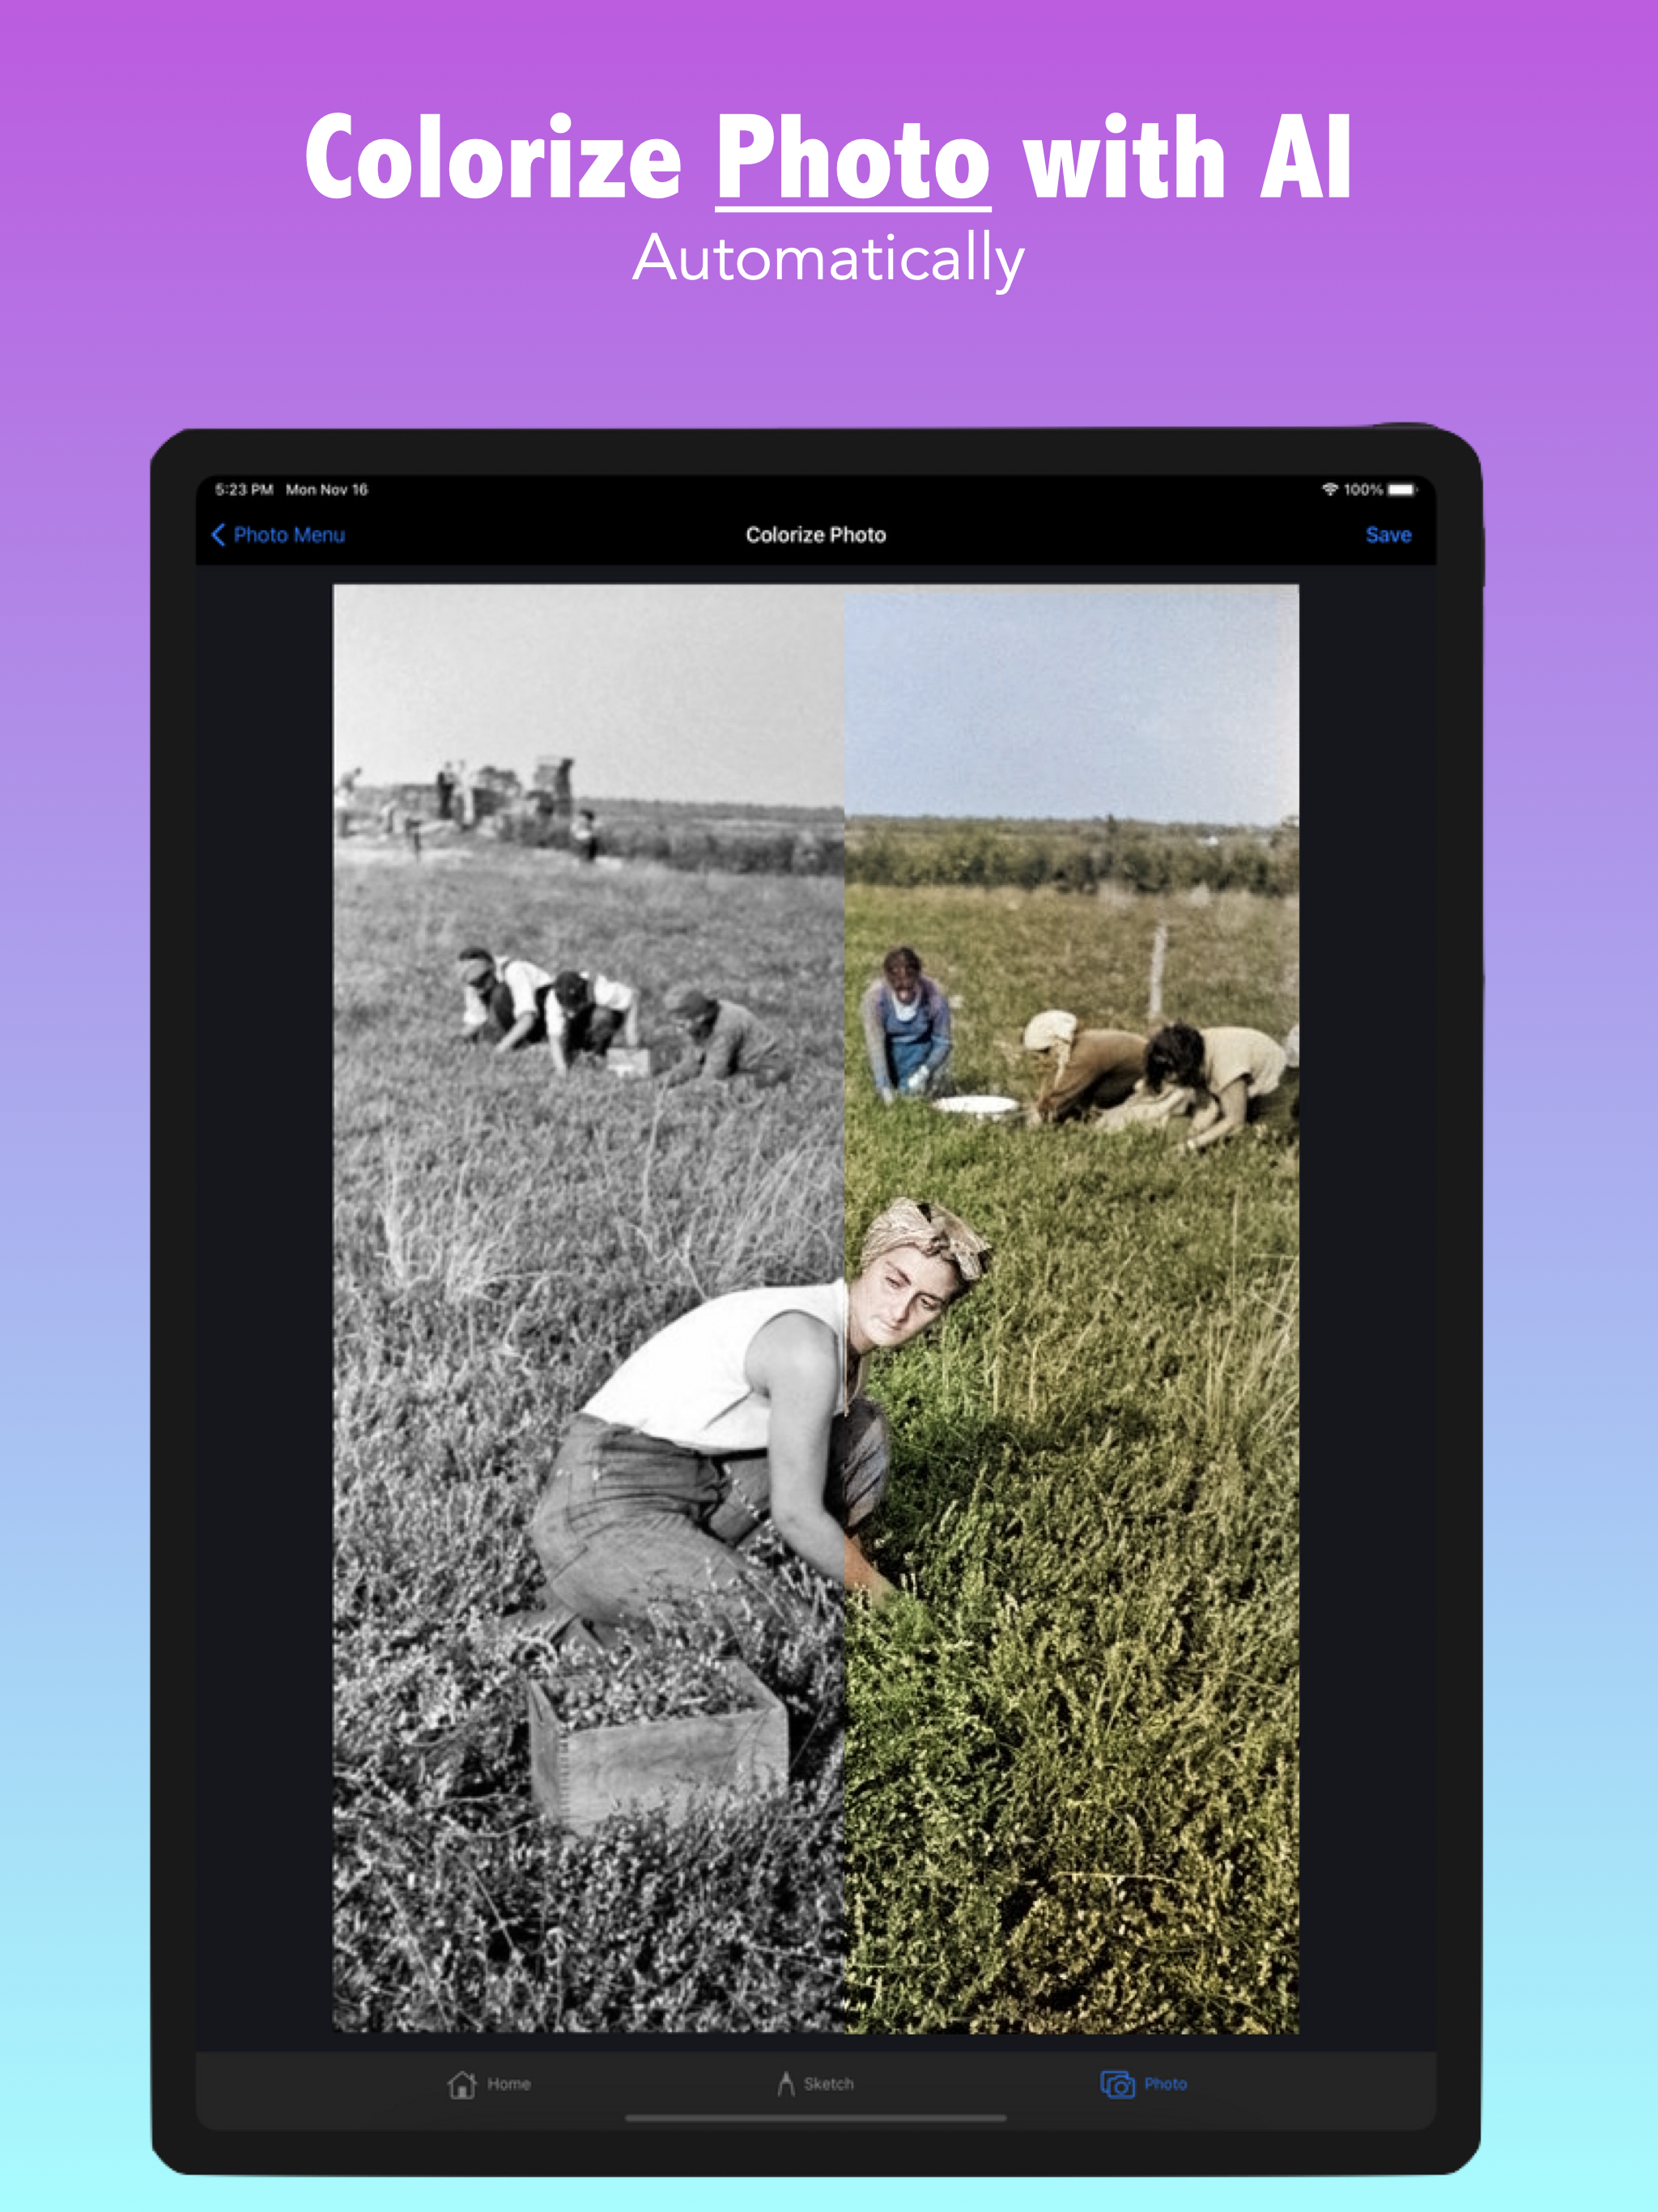 Colorize Photo with AI
Automatically
5:23 PM Mon Nov 16
100%
Photo Menu
Colorize Photo
Save
Home
Sketch
Photo